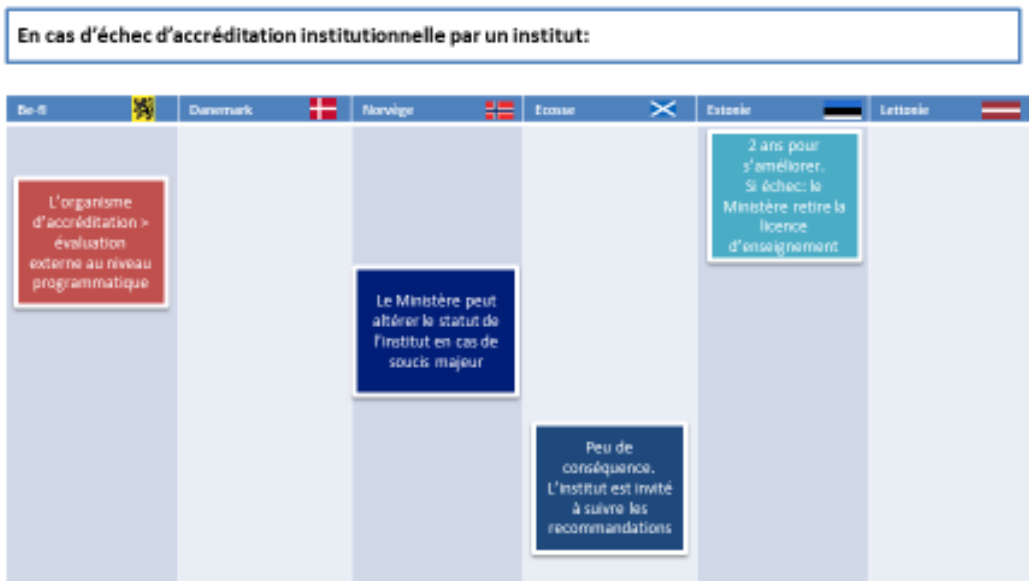 En cas d'échec d'accréditation institutionnelle par un institut:
Be-fl Danemark Norvège Ecosse Estonie Lettonie
L'organisme
d'accréditation >
évaluation
externe au niveau
programmatique
Le Ministère peut
altérer le statut de
l'institut en cas de
soucis majeur
Peu de
conséquence.
L'institut est invité
à suivre les
recommandations
2 ans pour
s'améliorer.
Si échec: le
Ministère retire la
licence
d'enseignement